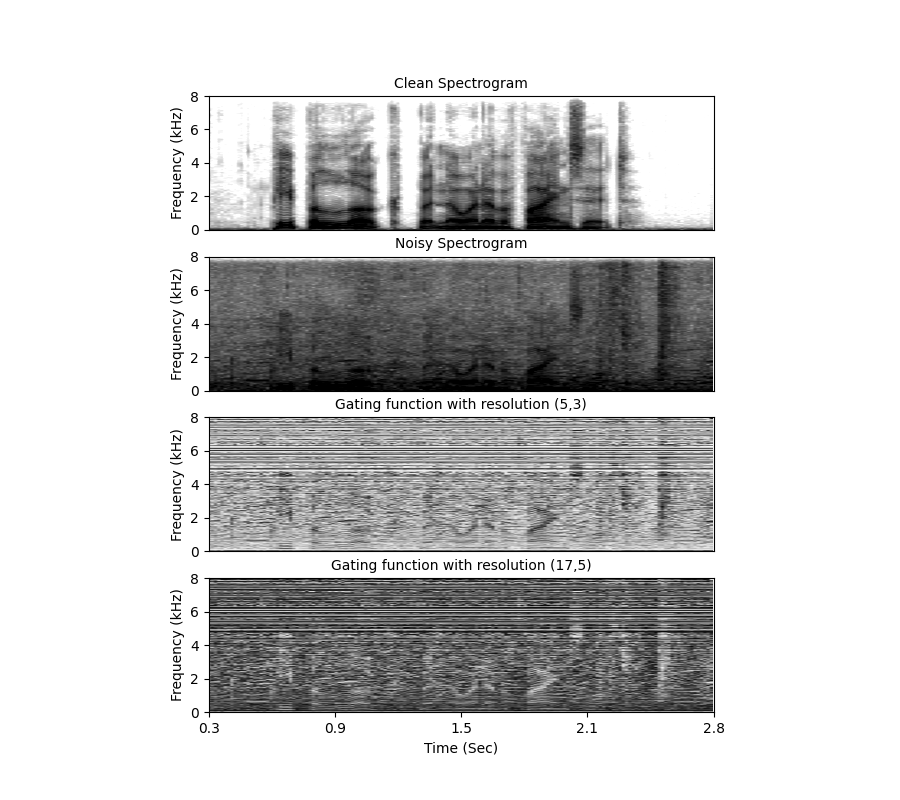 Clean Spectrogram
8
6
4
2
0
Frequency (kHz)
Noisy Spectrogram
8
6
4
2
0
Frequency (kHz)
Gating function with resolution (5,3)
8
6
4
2
0
Frequency (kHz)
Gating function with resolution (17,5)
8
6
4
2
0
Frequency (kHz)
0.3 0.9 1.5 2.1 2.8
Time (Sec)